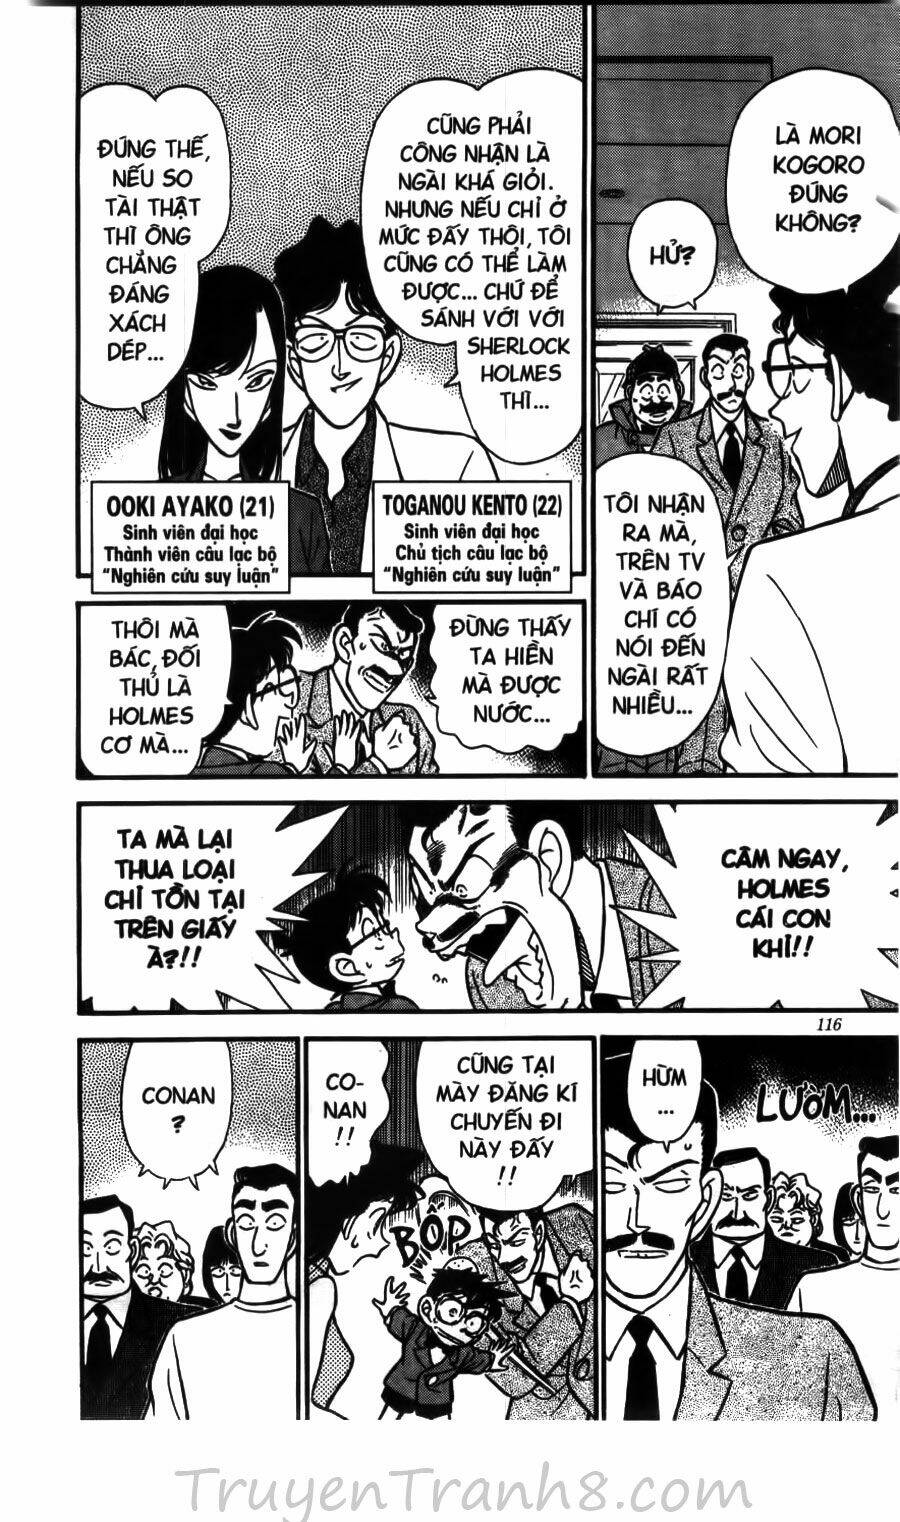 LÀ MORI
KOGORO
ĐÚNG
KHÔNG?
HỬ?
TÔI NHẬN
RA MÀ,
TRÊN TV
VÀ BÁO
CHÍ CÓ
NÓI ĐẾN
NGÀI RẤT
NHIỀU...
CŨNG PHẢI
CÔNG NHẬN LÀ
NGÀI KHÁ GIỎI.
NHƯNG NẾU CHỈ Ở
MỨC ĐẤY THÔI, TÔI
CŨNG CÓ THỂ LÀM
ĐƯỢC... CHỨ ĐỂ
SÁNH VỚI VỚI
SHERLOCK
HOLMES
THÌ...
ĐÚNG THẾ,
NẾU SO
TÀI THẬT
THÌ ÔNG
CHẲNG
ĐÁNG
XÁCH
DÉP...
TOGANOU KENTO (22)
Sinh viên đại học
Chủ tịch câu lạc bộ
“Nghiên cứu suy luận”
OOKI AYAKO (21)
Sinh viên đại học
Thành viên câu lạc bộ
“Nghiên cứu suy luận”
ĐỪNG THẤY
TA HIỀN
MÀ ĐƯỢC
NƯỚC...
THÔI MÀ
BÁC, ĐỐI
THỦ LÀ
HOLMES
CƠ MÀ...
CÂM NGAY,
HOLMES
CÁI CON
KHỈ!!
TA MÀ LẠI
THUA LOẠI
CHỈ TỒN TẠI
TRÊN GIẤY
À?!!
116
LƯỜM...
HỪM
...
CŨNG TẠI
MÀY ĐĂNG KÍ
CHUYẾN ĐI
NÀY ĐẤY
!!
BỘP
CO-
NAN
!!
CONAN
?
TruyenTranh8.com